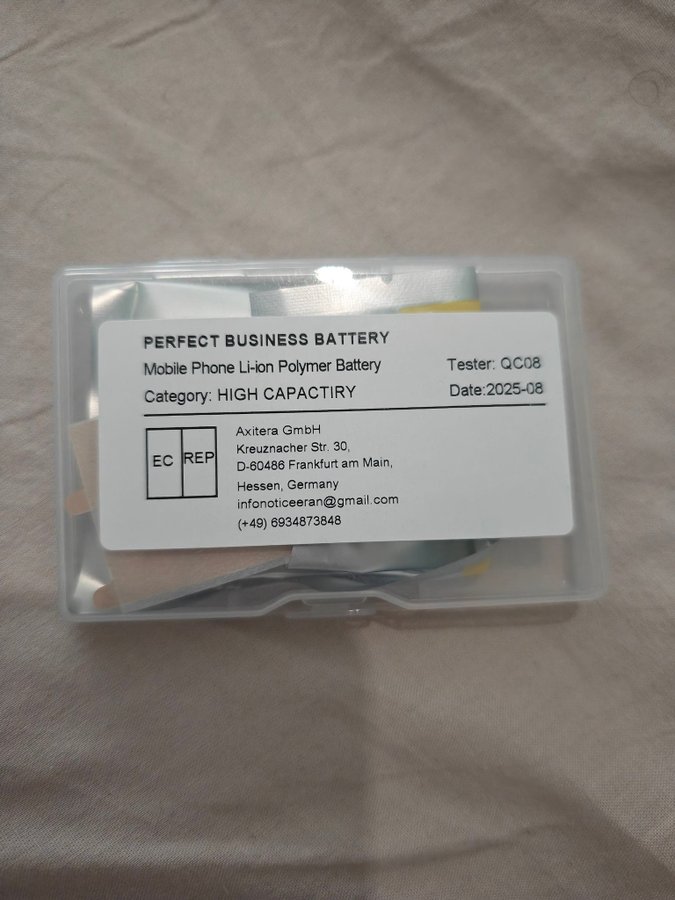 PERFECT BUSINESS BATTERY
Mobile Phone Li-ion Polymer Battery
Tester: QC08
Category: HIGH CAPACTIRY
Date:2025-08
EC REP
Axitera GmbH
Kreuznacher Str. 30,
D-60486 Frankfurt am Main,
Hessen, Germany
infonoticeeran@gmail.com
(+49) 6934873848